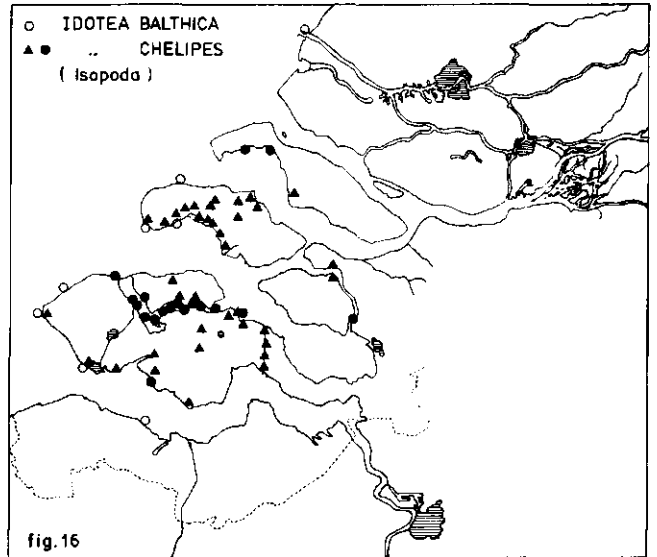 ○ IDOTEA BALTHICA
▲ ● „ CHELIPES
( Isopoda )
fig.16